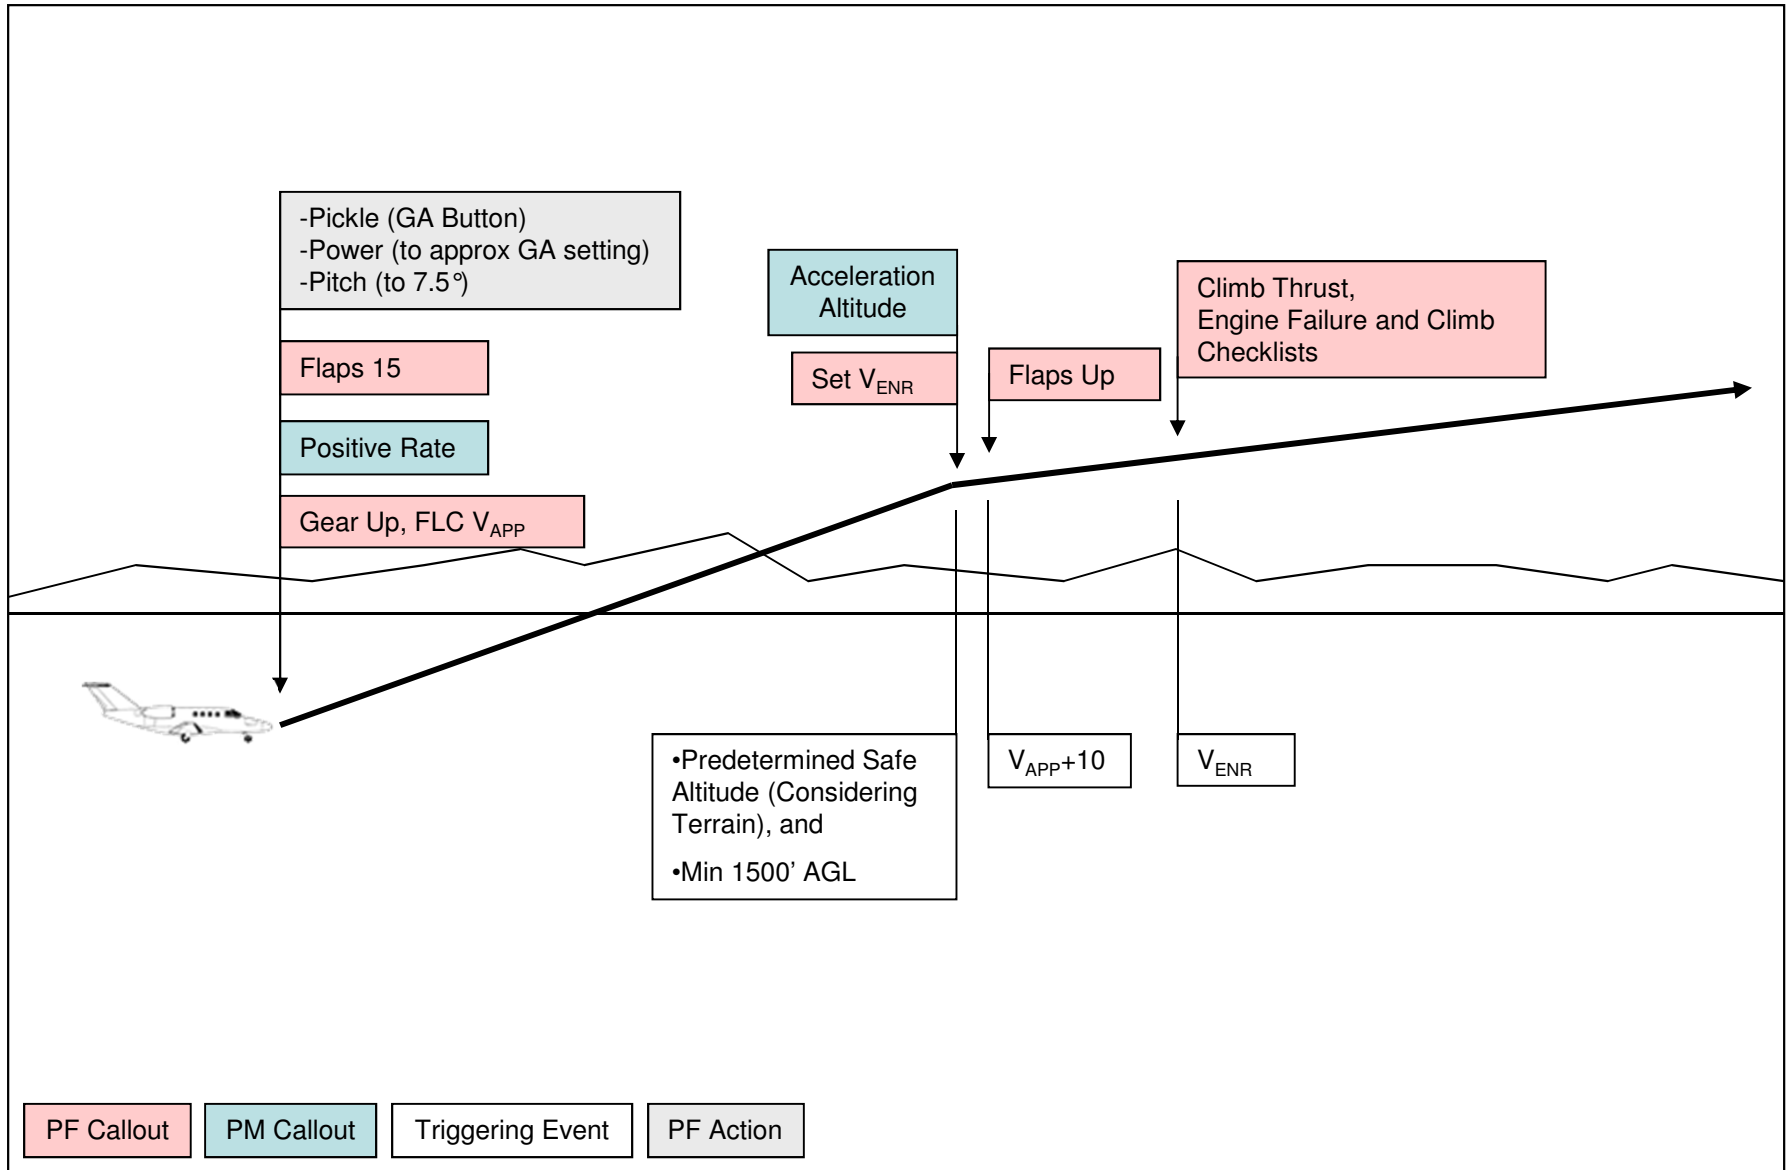 -Pickle (GA Button)
-Power (to approx GA setting)
-Pitch (to 7.5°)
Flaps 15
Positive Rate
Gear Up, FLC VAPP
Acceleration
Altitude
Set VENR
Flaps Up
Climb Thrust,
Engine Failure and Climb
Checklists
•Predetermined Safe
Altitude (Considering
Terrain), and
•Min 1500’ AGL
VAPP+10
VENR
PF Callout
PM Callout
Triggering Event
PF Action